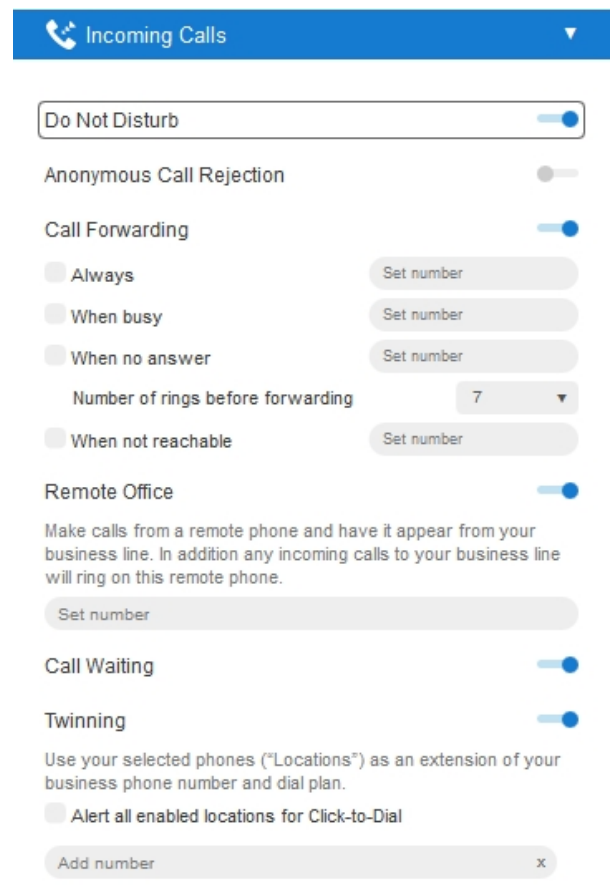 Incoming Calls
Do Not Disturb
Anonymous Call Rejection
Call Forwarding
Always Set number
When busy Set number
When no answer Set number
Number of rings before forwarding 7
When not reachable Set number
Remote Office
Make calls from a remote phone and have it appear from your
business line. In addition any incoming calls to your business line
will ring on this remote phone.
Set number
Call Waiting
Twinning
Use your selected phones (“Locations”) as an extension of your
business phone number and dial plan.
Alert all enabled locations for Click-to-Dial
Add number x